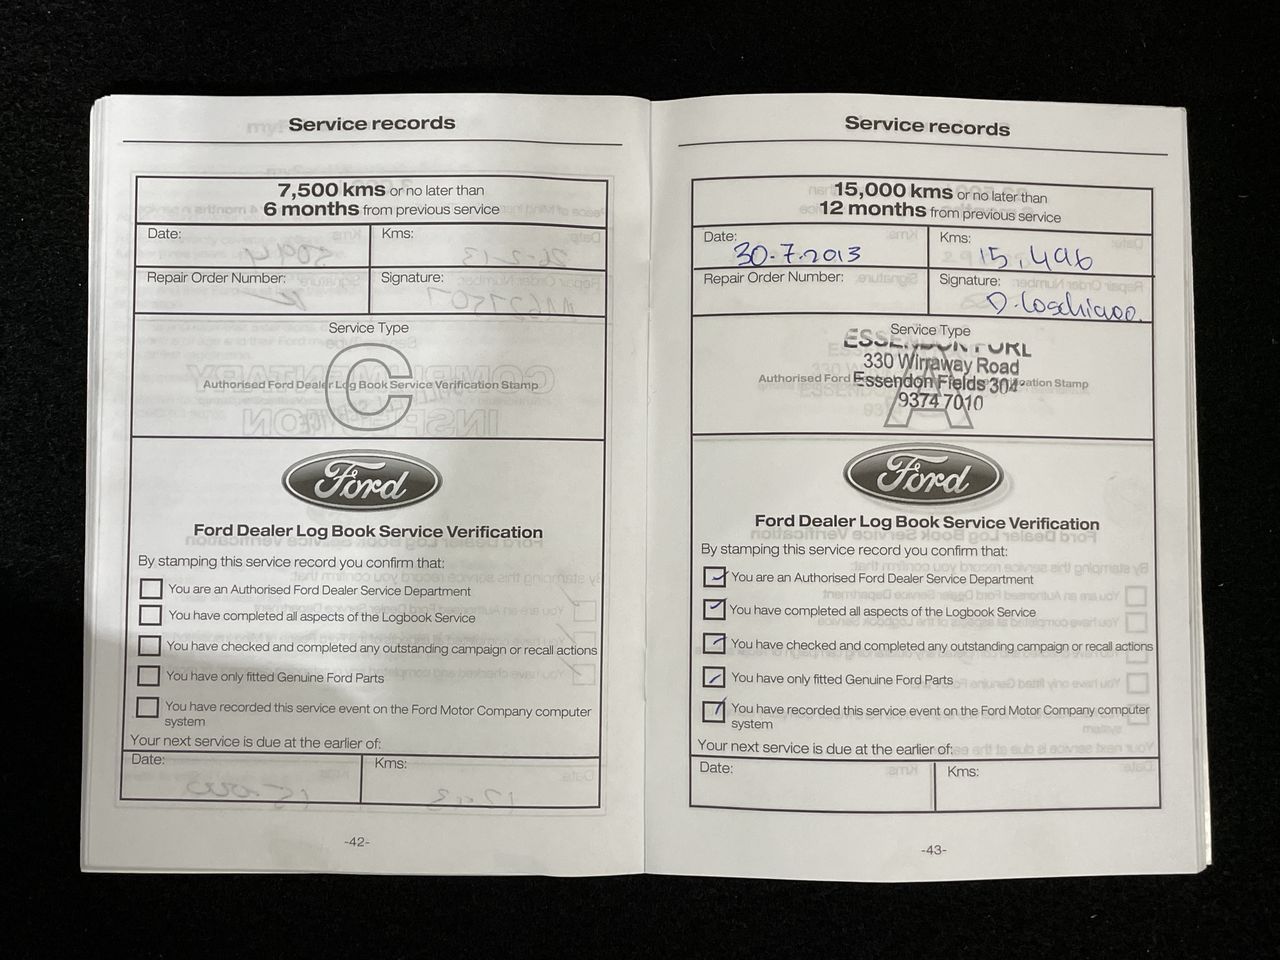 Service records
7,500 kms or no later than
6 months from previous service
Date:
Kms:
Repair Order Number:
Signature:
Service Type
C
Authorised Ford Dealer Log Book Service Verification Stamp
Ford
Ford Dealer Log Book Service Verification
By stamping this service record you confirm that:
You are an Authorised Ford Dealer Service Department
You have completed all aspects of the Logbook Service
You have checked and completed any outstanding campaign or recall actions
You have only fitted Genuine Ford Parts
You have recorded this service event on the Ford Motor Company computer
system
Your next service is due at the earlier of:
Date:
Kms:
-42-
Service records
15,000 kms or no later than
12 months from previous service
Date: 30.7.2013
Kms: 15,496
Repair Order Number:
Signature:
D.
Service Type
A
ESSENDON FORD
330 Wirraway Road
Authorised Ford
Essendon Fields 304
Verification Stamp
9374 7010
Ford
Ford Dealer Log Book Service Verification
By stamping this service record you confirm that:
You are an Authorised Ford Dealer Service Department
You have completed all aspects of the Logbook Service
You have checked and completed any outstanding campaign or recall actions
You have only fitted Genuine Ford Parts
You have recorded this service event on the Ford Motor Company computer
system
Your next service is due at the earlier of:
Date:
Kms:
-43-